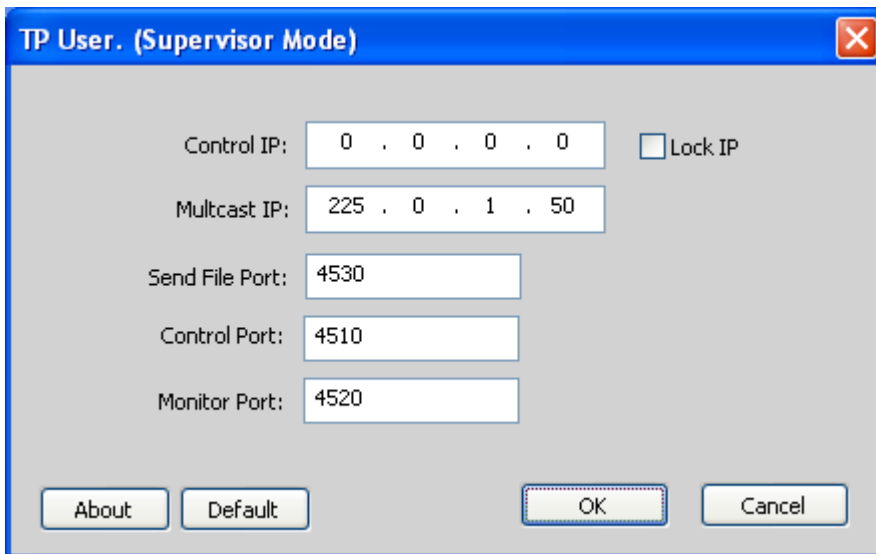 TP User. (Supervisor Mode)
Control IP: 0 . 0 . 0 . 0 Lock IP
Multcast IP: 225 . 0 . 1 . 50
Send File Port: 4530
Control Port: 4510
Monitor Port: 4520
About Default OK Cancel